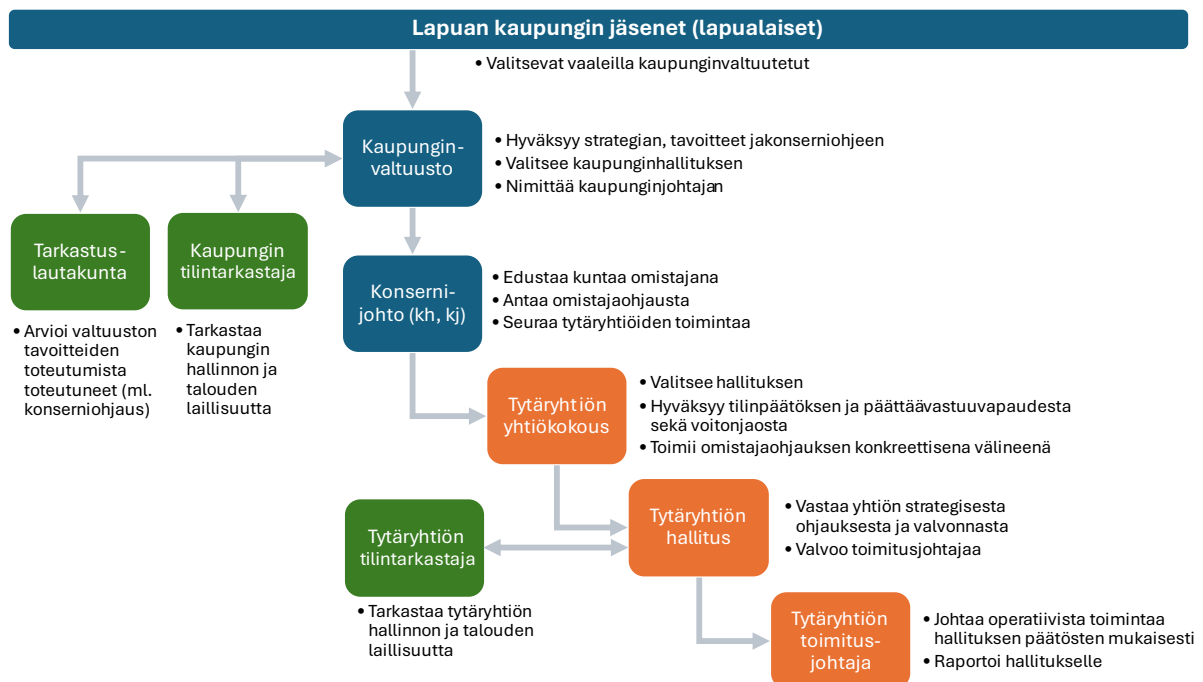 Lapuan kaupungin jäsenet (lapualaiset)
• Valitsevat vaaleilla kaupunginvaltuutetut
Kaupungin-
valtuusto
• Hyväksyy strategian, tavoitteet jakonserniohjeen
• Valitsee kaupunginhallituksen
• Nimittää kaupunginjohtajan
Tarkastus-
lautakunta
• Arvioi valtuuston
tavoitteiden
toteutumista
toteutuneet (ml.
konserniohjaus)
Kaupungin
tilintarkastaja
• Tarkastaa
kaupungin
hallinnon ja
talouden
laillisuutta
Konserni-
johto (kh, kj)
• Edustaa kuntaa omistajana
• Antaa omistajaohjausta
• Seuraa tytäryhtiöiden toimintaa
Tytäryhtiön
yhtiökokous
• Valitsee hallituksen
• Hyväksyy tilinpäätöksen ja päättäävastuuvapaudesta
sekä voitonjaosta
• Toimii omistajaohjauksen konkreettisena välineenä
Tytäryhtiön
hallitus
• Vastaa yhtiön strategisesta
ohjauksesta ja valvonnasta
• Valvoo toimitusjohtajaa
Tytäryhtiön
tilintarkastaja
• Tarkastaa tytäryhtiön
hallinnon ja talouden
laillisuutta
Tytäryhtiön
toimitus-
johtaja
• Johtaa operatiivista toimintaa
hallituksen päätösten mukaisesti
• Raportoi hallitukselle